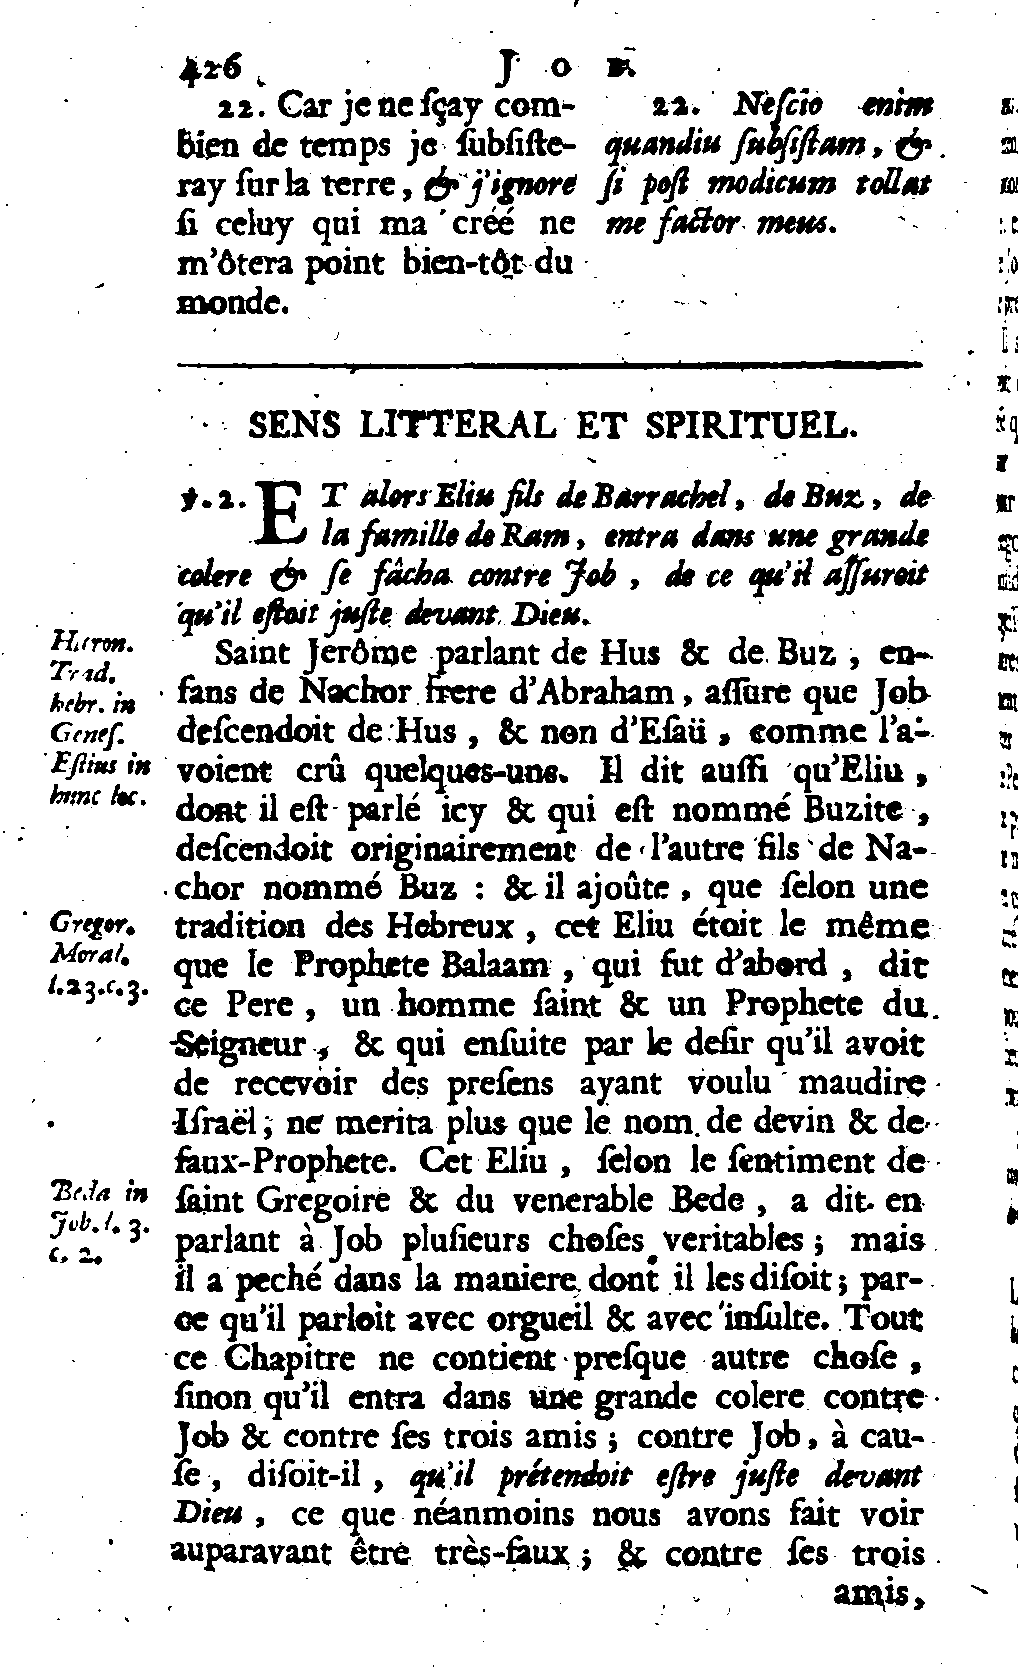 426 JOB
22. Car je ne ſçay com-
bien de temps je ſubſiſte-
ray ſur la terre, & j'ignore
ſi celuy qui ma créé ne
m'ôtera point bien-tôt du
monde.
22. Neſcio enim
quandiu ſubſiſtam, &
ſi poſt modicum tollat
me factor meus.
SENS LITTERAL ET SPIRITUEL.
℣.2. ET alors Eliu fils de Barrachel, de Buz, de
la famille de Ram, entra dans une grande
colere & ſe fâcha contre Job, de ce qu'il aſſuroit
qu'il eſtoit juſte devant Dieu.
Hieron.
Trad.
hebr. in
Geneſ.
Eſtius in
hunc loc.
Saint Jerôme parlant de Hus & de Buz, en-
fans de Nachor frere d'Abraham, aſſure que Job
deſcendoit de Hus, & non d'Eſaü, comme l'a-
voient crû quelques-uns. Il dit auſſi qu'Eliu,
dont il eſt parlé icy & qui eſt nommé Buzite,
deſcendoit originairement de l'autre fils de Na-
chor nommé Buz : & il ajoûte, que ſelon une
tradition des Hebreux, cet Eliu étoit le même
que le Prophete Balaam, qui fut d'abord, dit
ce Pere, un homme ſaint & un Prophete du
Seigneur, & qui enſuite par le deſir qu'il avoit
de recevoir des preſens ayant voulu maudire
Iſraël, ne merita plus que le nom de devin & de
faux-Prophete. Cet Eliu, ſelon le ſentiment de
Gregor.
Moral.
l.23.c.3.
ſaint Gregoire & du venerable Bede, a dit en
parlant à Job pluſieurs choſes veritables; mais
il a peché dans la maniere dont il les diſoit; par-
ce qu'il parloit avec orgueil & avec inſulte. Tout
ce Chapitre ne contient preſque autre choſe,
ſinon qu'il entra dans une grande colere contre
Job & contre ſes trois amis; contre Job, à cau-
ſe, diſoit-il, qu'il prétendoit eſtre juſte devant
Dieu, ce que néanmoins nous avons fait voir
auparavant être très-faux; & contre ſes trois
Beda in
Job. l. 3.
c. 2.
amis,